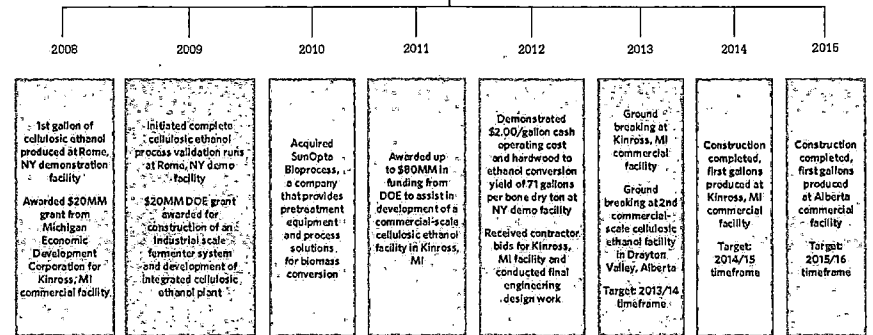 2008
2009
2010
2011
2012
2013
2014
2015
1st gallon of
cellulosic ethanol
produced at Rome,
NY demonstration
facility
Awarded $20MM
grant from
Michigan
Economic
Development
Corporation for
Kinross, MI
commercial facility
Initiated complete
cellulosic ethanol
process validation runs
at Rome, NY demo
facility
$20MM DOE grant
awarded for
construction of an
industrial scale
fermenter system
and development of
integrated cellulosic
ethanol plant
Acquired
SunOpta
Bioprocess,
a company
that provides
pretreatment
equipment
and process
solutions
for biomass
conversion
Awarded up
to $80MM in
funding from
DOE to assist in
development of a
commercial-scale
cellulosic ethanol
facility in Kinross,
MI
Demonstrated
$2.00/gallon cash
operating cost
and hardwood to
ethanol conversion
yield of 71 gallons
per bone dry ton at
NY demo facility
Received contractor
bids for Kinross,
MI facility and
conducted final
engineering
design work
Ground
breaking at
Kinross, MI
commercial
facility
Ground
breaking at 2nd
commercial-
scale cellulosic
ethanol facility
in Drayton
Valley, Alberta
Target: 2013/14
timeframe
Construction
completed,
first gallons
produced at
Kinross, MI
commercial
facility
Target:
2014/15
timeframe
Construction
completed,
first gallons
produced
at Alberta
commercial
facility
Target:
2015/16
timeframe